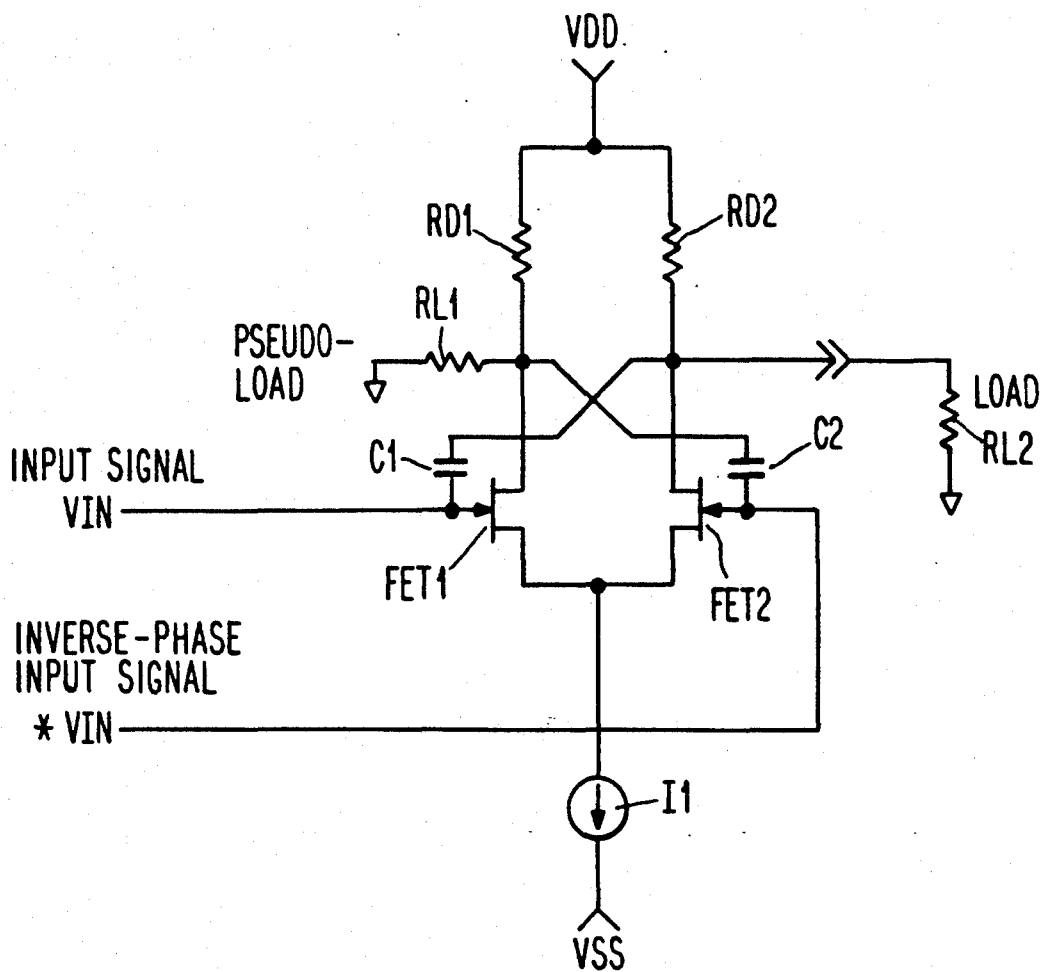 VDD
RD1
RD2
RL1
PSEUDO-
LOAD
LOAD
RL2
C1
C2
INPUT SIGNAL
VIN
FET1
FET2
INVERSE-PHASE
INPUT SIGNAL
* VIN
I1
VSS